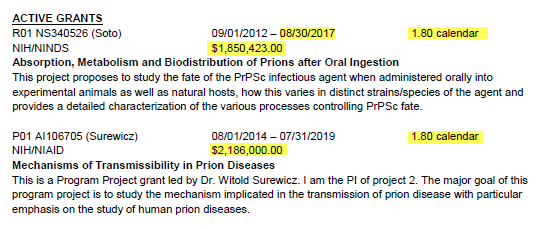 ACTIVE GRANTS
R01 NS340526 (Soto) 09/01/2012 – 08/30/2017 1.80 calendar
NIH/NINDS $1,850,423.00
Absorption, Metabolism and Biodistribution of Prions after Oral Ingestion
This project proposes to study the fate of the PrPSc infectious agent when administered orally into
experimental animals as well as natural hosts, how this varies in distinct strains/species of the agent and
provides a detailed characterization of the various processes controlling PrPSc fate.
P01 AI106705 (Surewicz) 08/01/2014 – 07/31/2019 1.80 calendar
NIH/NIAID $2,186,000.00
Mechanisms of Transmissibility in Prion Diseases
This is a Program Project grant led by Dr. Witold Surewicz. I am the PI of project 2. The major goal of this
program project is to study the mechanism implicated in the transmission of prion disease with particular
emphasis on the study of human prion diseases.